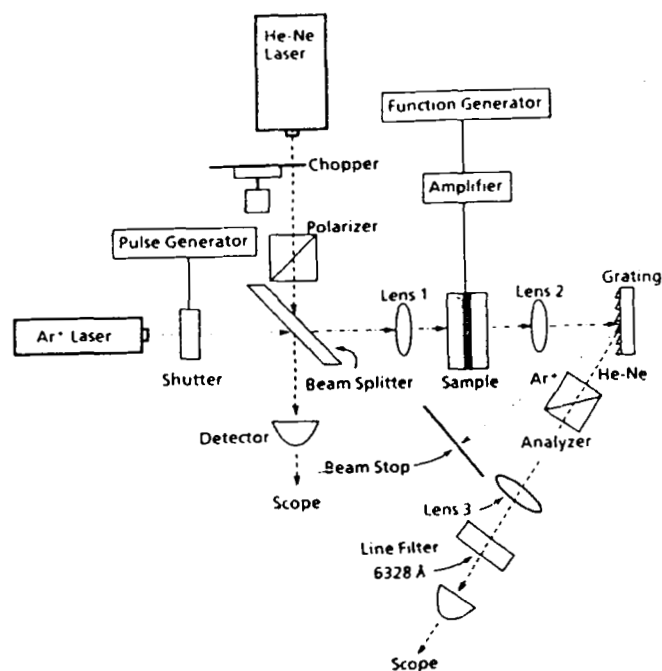 He-Ne
Laser
Function Generator
Chopper
Amplifier
Polarizer
Pulse Generator
Grating
Lens 1
Lens 2
Ar⁺ Laser
Shutter
Beam Splitter
Sample
Ar⁺
He-Ne
Detector
Analyzer
Beam Stop
Scope
Lens 3
Line Filter
6328 Å
Scope